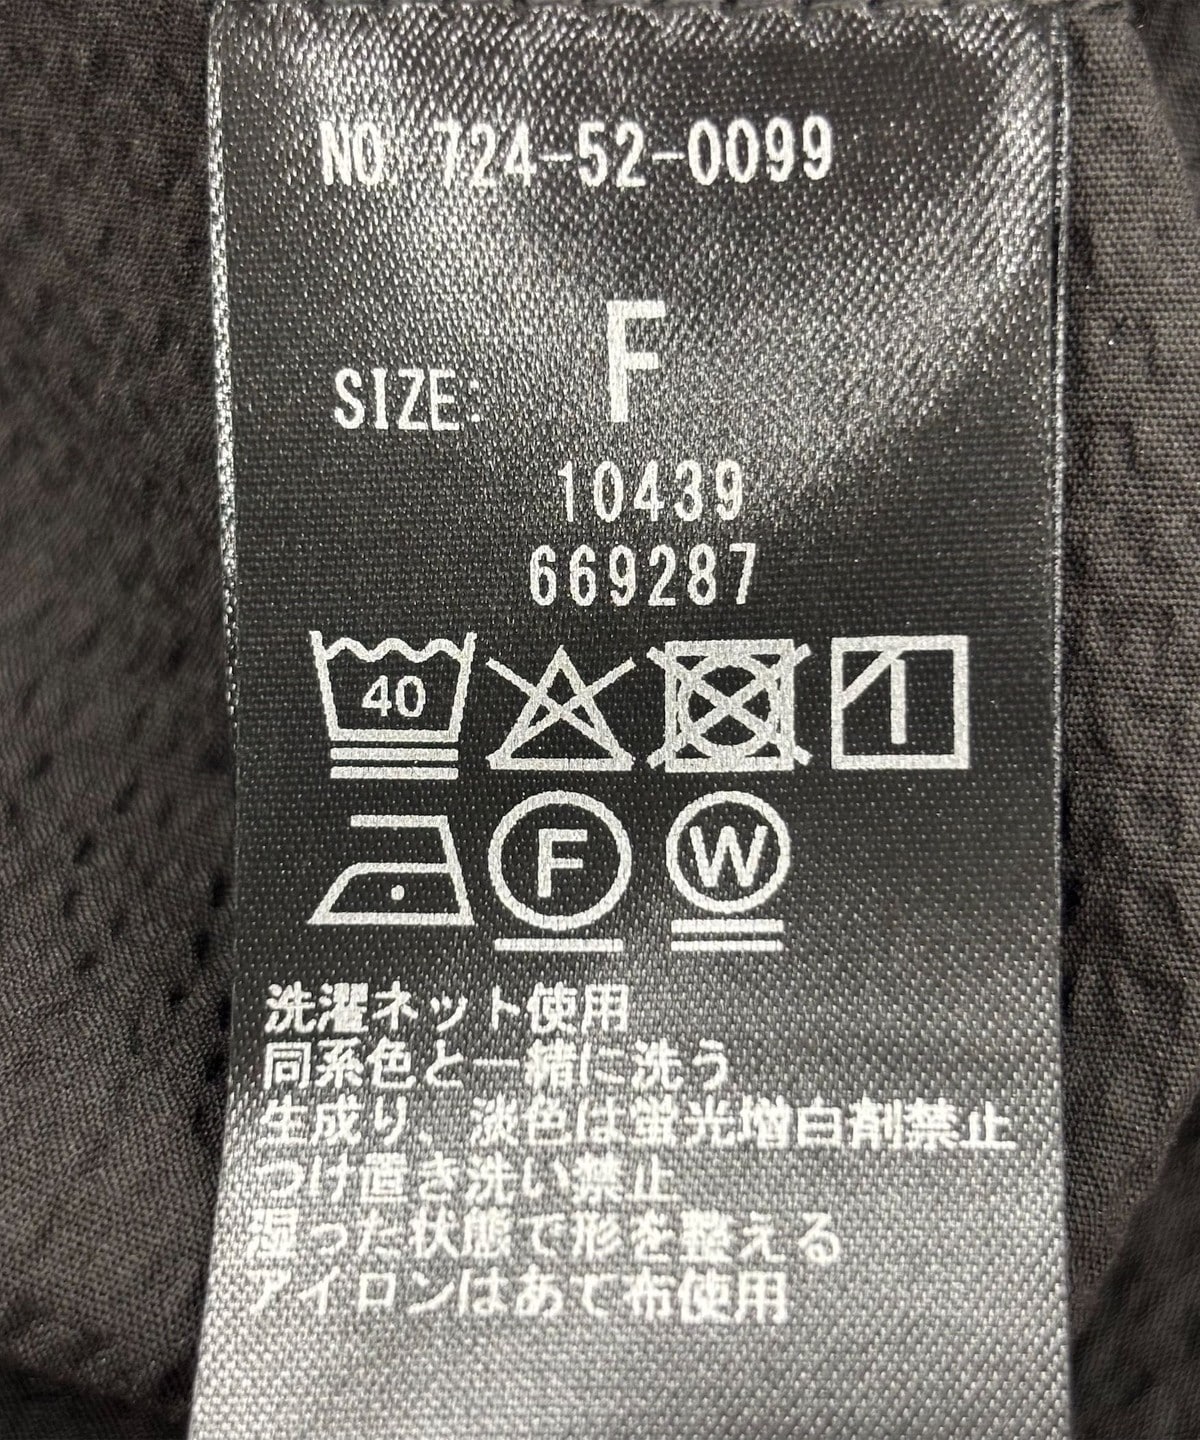 NO 724-52-0099
SIZE: F
10439
669287
40
F W
洗濯ネット使用
同系色と一緒に洗う
生成り、淡色は蛍光増白剤禁止
つけ置き洗い禁止
湿った状態で形を整える
アイロンはあて布使用